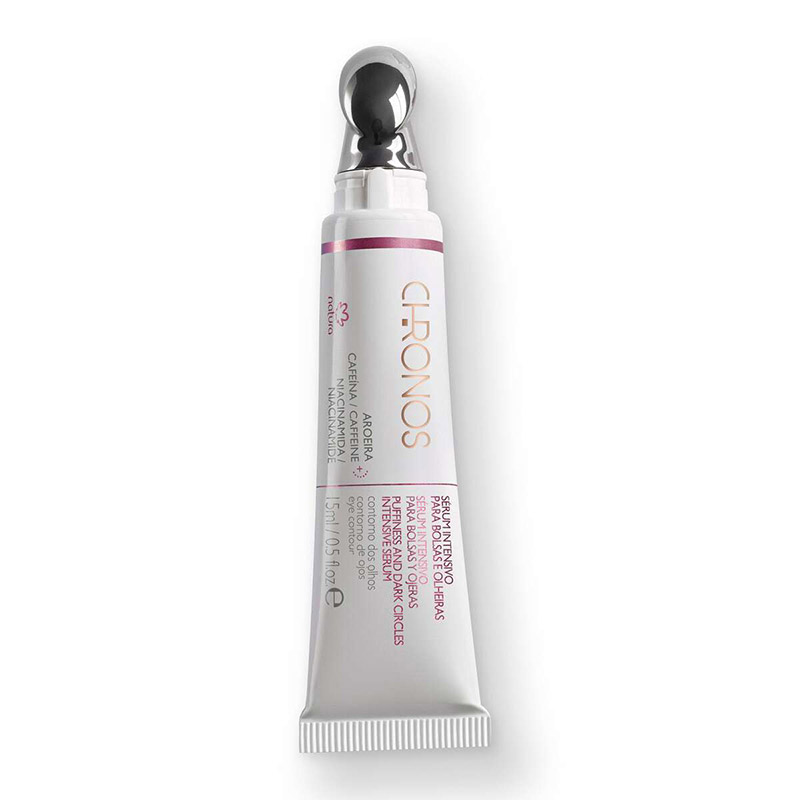 CHRONOS
natura
AROEIRA
CAFEÍNA / CAFFEINE
NIACINAMIDA /
NIACINAMIDE
SÉRUM INTENSIVO
PARA BOLSAS E OLHEIRAS
SÉRUM INTENSIVO
PARA BOLSAS Y OJERAS
PUFFINESS AND DARK CIRCLES
INTENSIVE SERUM
contorno dos olhos
contorno de ojos
eye contour
15ml / 0.5 fl.oz e